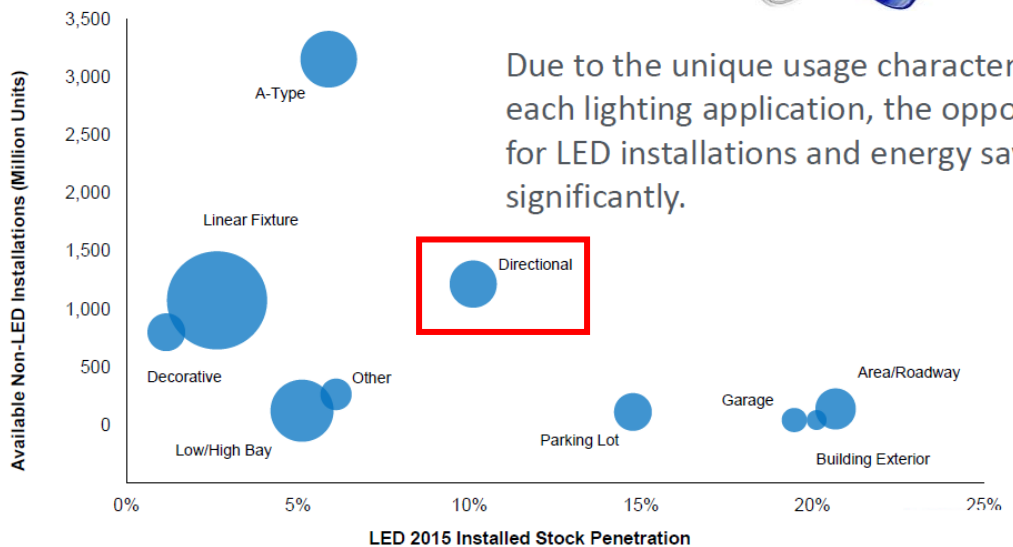 3,500
3,000
2,500
2,000
1,500
1,000
500
0
Available Non-LED Installations (Million Units)
Due to the unique usage character
each lighting application, the oppo
for LED installations and energy sa
significantly.
A-Type
Linear Fixture
Directional
Decorative
Other
Low/High Bay
Area/Roadway
Garage
Parking Lot
Building Exterior
0%
5%
10%
15%
20%
25%
LED 2015 Installed Stock Penetration